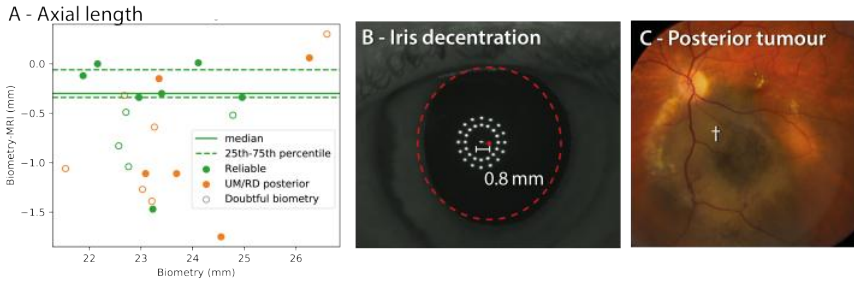 A - Axial length
0.0
−0.5
−1.0
−1.5
Biometry-MRI (mm)
22
23
24
25
26
Biometry (mm)
median
25th-75th percentile
Reliable
UM/RD posterior
Doubtful biometry
B - Iris decentration
0.8 mm
C - Posterior tumour
†